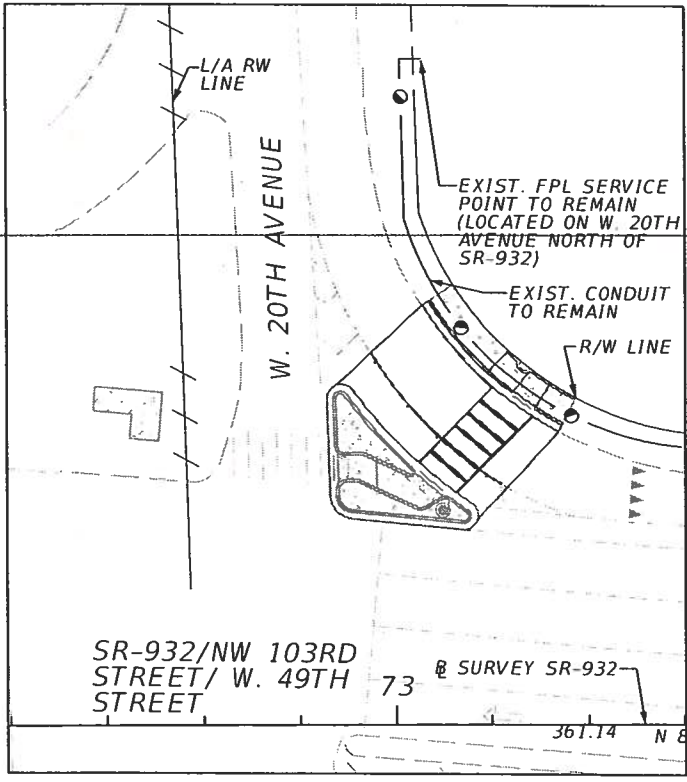 L/A RW
LINE
W. 20TH AVENUE
EXIST. FPL SERVICE
POINT TO REMAIN
(LOCATED ON W. 20TH
AVENUE NORTH OF
SR-932)
EXIST. CONDUIT
TO REMAIN
R/W LINE
SR-932/NW 103RD
STREET/ W. 49TH
STREET
73
℄ SURVEY SR-932
361.14
N 8